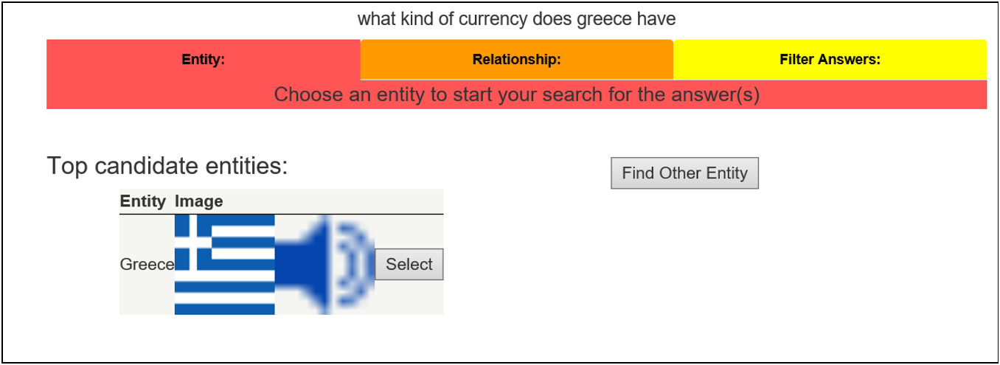 what kind of currency does greece have
Entity: Relationship: Filter Answers:
Choose an entity to start your search for the answer(s)
Top candidate entities:
Find Other Entity
Entity Image
Greece Select